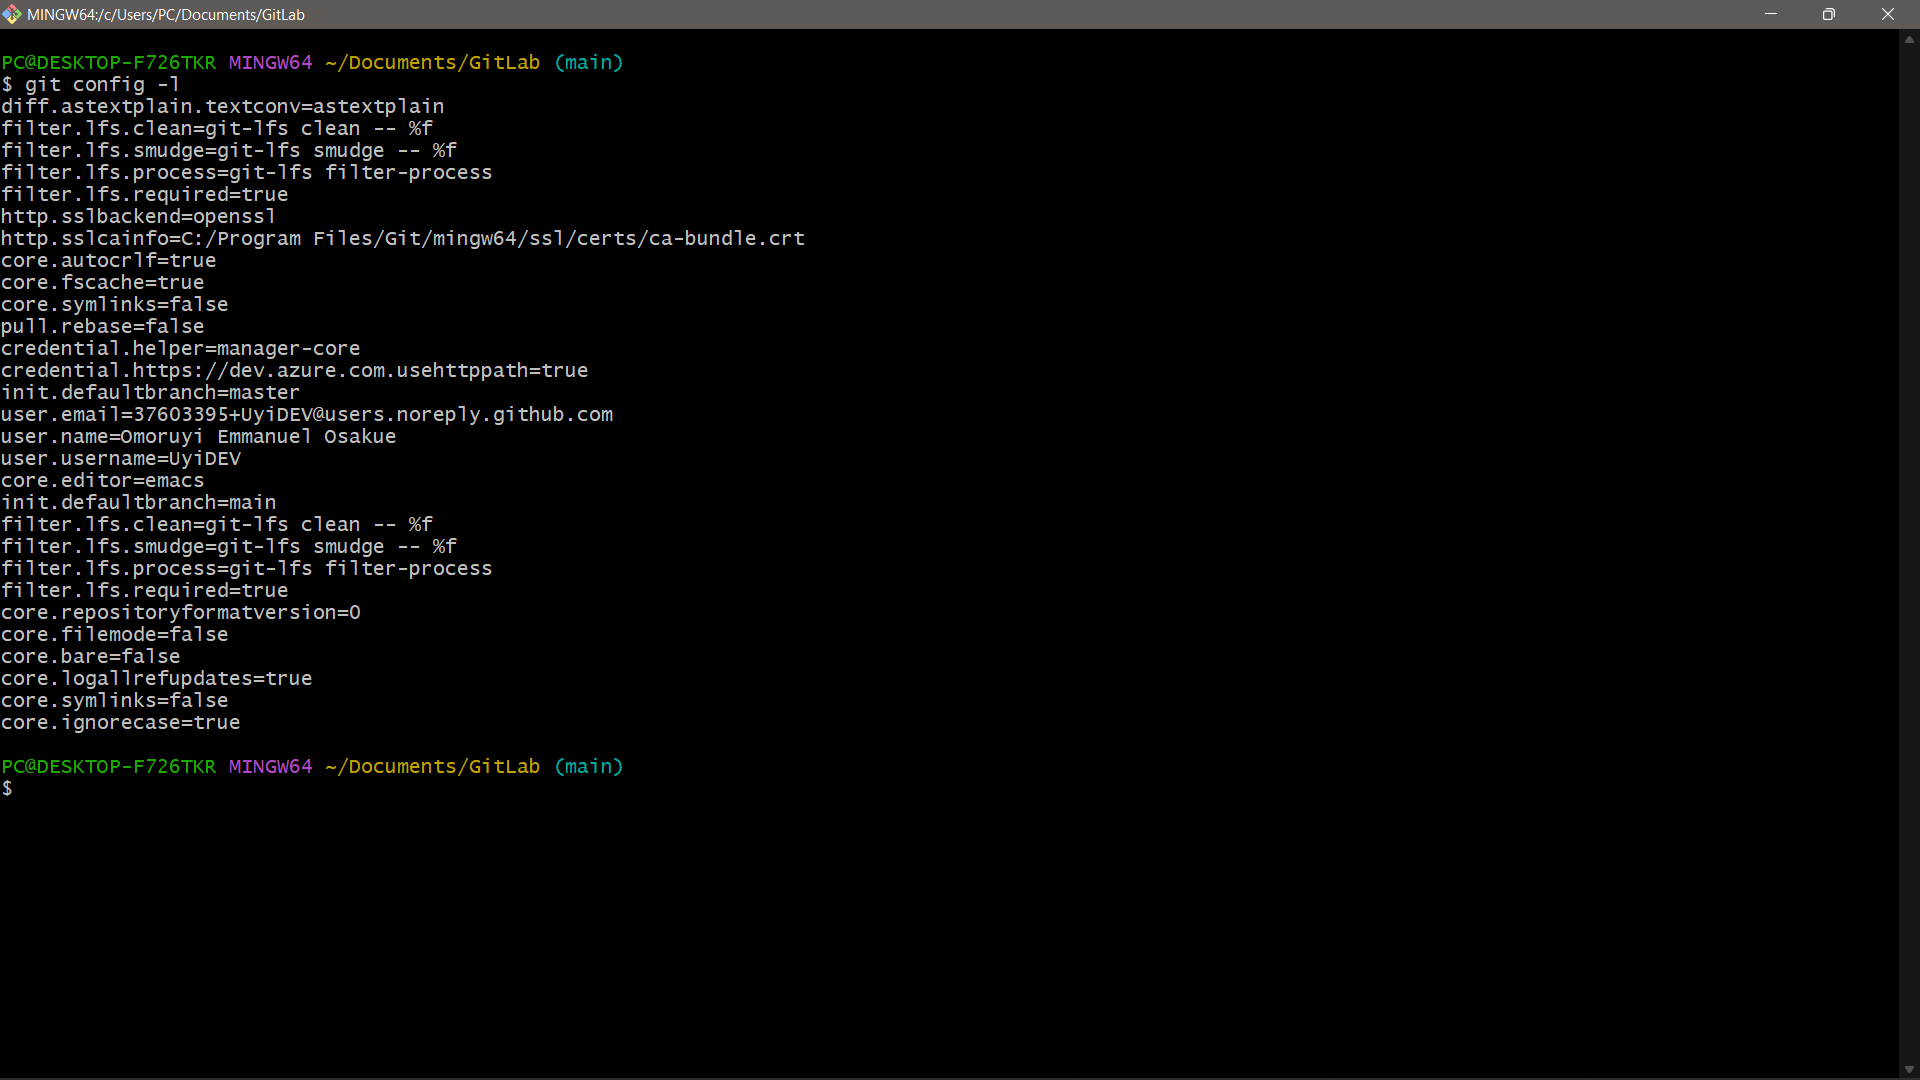 MINGW64:/c/Users/PC/Documents/GitLab
PC@DESKTOP-F726TKR MINGW64 ~/Documents/GitLab (main)
$ git config -l
diff.astextplain.textconv=astextplain
filter.lfs.clean=git-lfs clean -- %f
filter.lfs.smudge=git-lfs smudge -- %f
filter.lfs.process=git-lfs filter-process
filter.lfs.required=true
http.sslbackend=openssl
http.sslcainfo=C:/Program Files/Git/mingw64/ssl/certs/ca-bundle.crt
core.autocrlf=true
core.fscache=true
core.symlinks=false
pull.rebase=false
credential.helper=manager-core
credential.https://dev.azure.com.usehttppath=true
init.defaultbranch=master
user.email=37603395+UyiDEV@users.noreply.github.com
user.name=Omoruyi Emmanuel Osakue
user.username=UyiDEV
core.editor=emacs
init.defaultbranch=main
filter.lfs.clean=git-lfs clean -- %f
filter.lfs.smudge=git-lfs smudge -- %f
filter.lfs.process=git-lfs filter-process
filter.lfs.required=true
core.repositoryformatversion=0
core.filemode=false
core.bare=false
core.logallrefupdates=true
core.symlinks=false
core.ignorecase=true
PC@DESKTOP-F726TKR MINGW64 ~/Documents/GitLab (main)
$